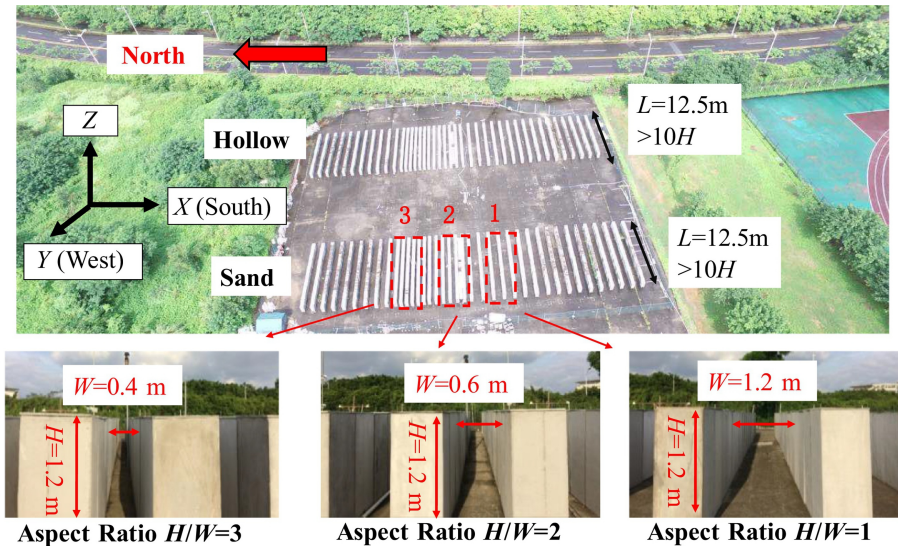 North
Z
Hollow
L=12.5m
>10H
X (South)
3 2 1
Y (West)
Sand
L=12.5m
>10H
W=0.4 m
W=0.6 m
W=1.2 m
H=1.2 m
H=1.2 m
H=1.2 m
Aspect Ratio H/W=3
Aspect Ratio H/W=2
Aspect Ratio H/W=1